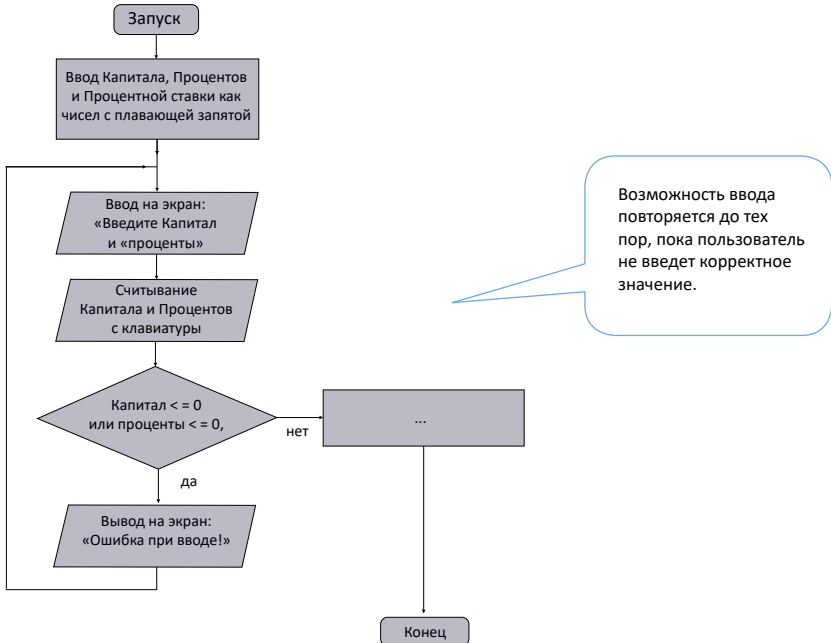 Запуск
Ввод Капитала, Процентов
и Процентной ставки как
чисел с плавающей запятой
Ввод на экран:
«Введите Капитал
и «проценты»
Считывание
Капитала и Процентов
с клавиатуры
Капитал < = 0
или проценты < = 0,
нет
...
да
Вывод на экран:
«Ошибка при вводе!»
Конец
Возможность ввода
повторяется до тех
пор, пока пользователь
не введет корректное
значение.